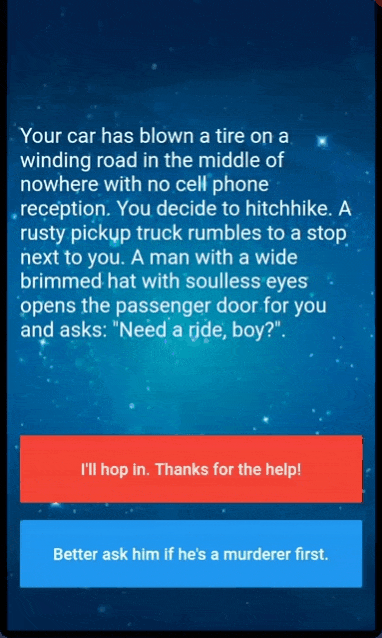 Your car has blown a tire on a
winding road in the middle of
nowhere with no cell phone
reception. You decide to hitchhike. A
rusty pickup truck rumbles to a stop
next to you. A man with a wide
brimmed hat with soulless eyes
opens the passenger door for you
and asks: "Need a ride, boy?".
I'll hop in. Thanks for the help!
Better ask him if he's a murderer first.